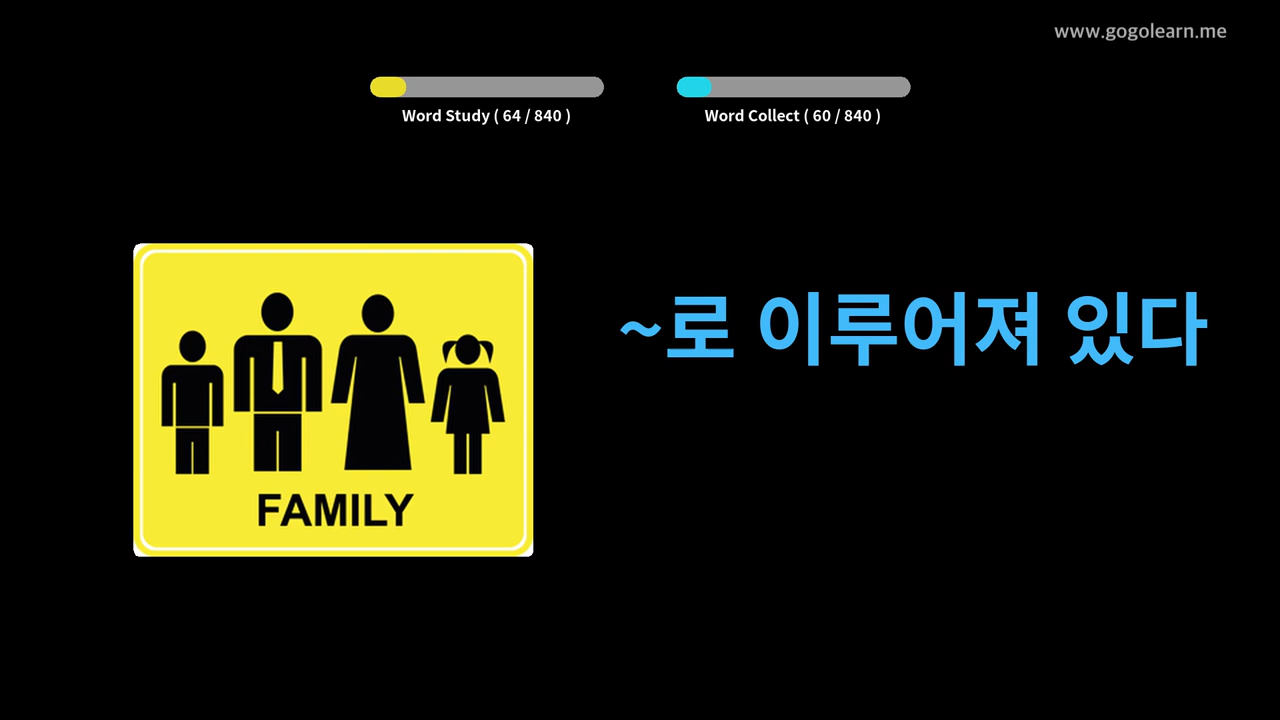 www.gogolearn.me
Word Study ( 64 / 840 )
Word Collect ( 60 / 840 )
~로 이루어져 있다
FAMILY